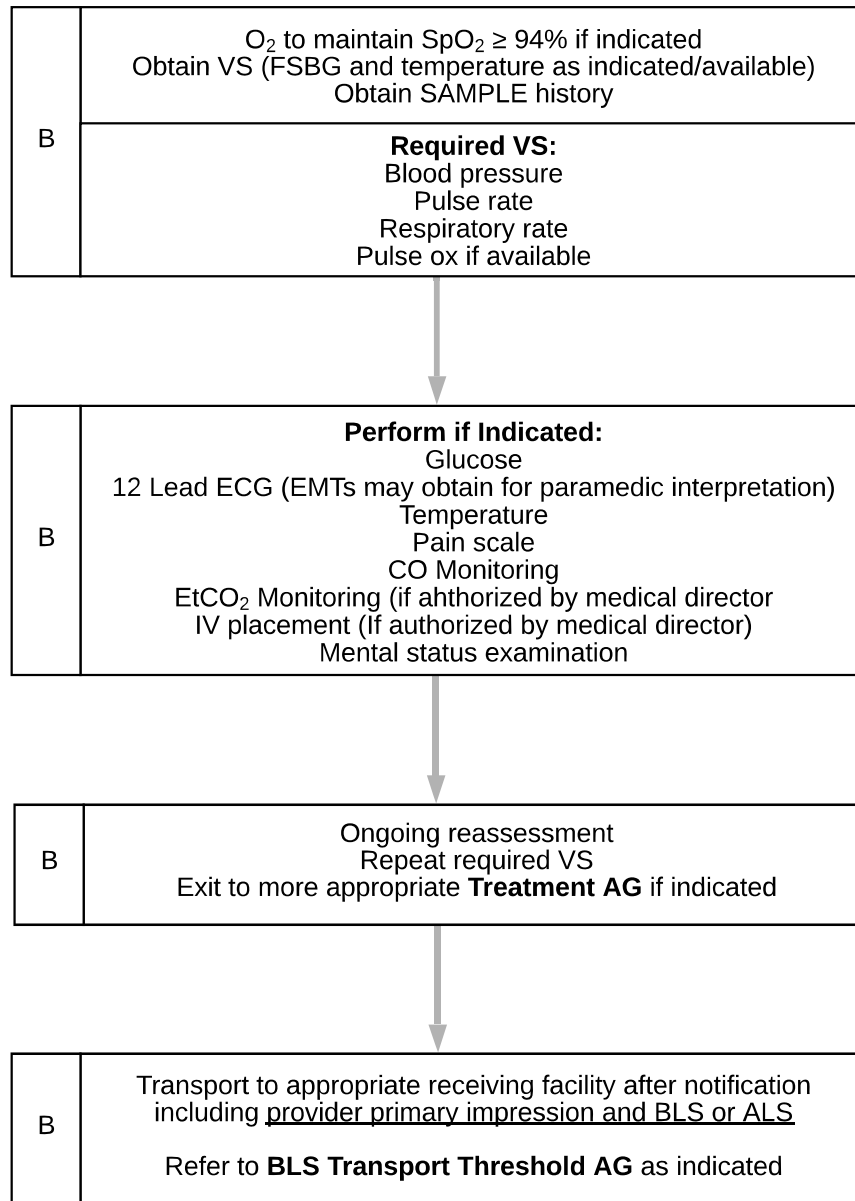 O₂ to maintain SpO₂ ≥ 94% if indicated
Obtain VS (FSBG and temperature as indicated/available)
Obtain SAMPLE history
B
Required VS:
Blood pressure
Pulse rate
Respiratory rate
Pulse ox if available
Perform if Indicated:
Glucose
12 Lead ECG (EMTs may obtain for paramedic interpretation)
Temperature
Pain scale
B
CO Monitoring
EtCO₂ Monitoring (if ahthorized by medical director
IV placement (If authorized by medical director)
Mental status examination
Ongoing reassessment
B
Repeat required VS
Exit to more appropriate Treatment AG if indicated
Transport to appropriate receiving facility after notification
including provider primary impression and BLS or ALS
B
Refer to BLS Transport Threshold AG as indicated